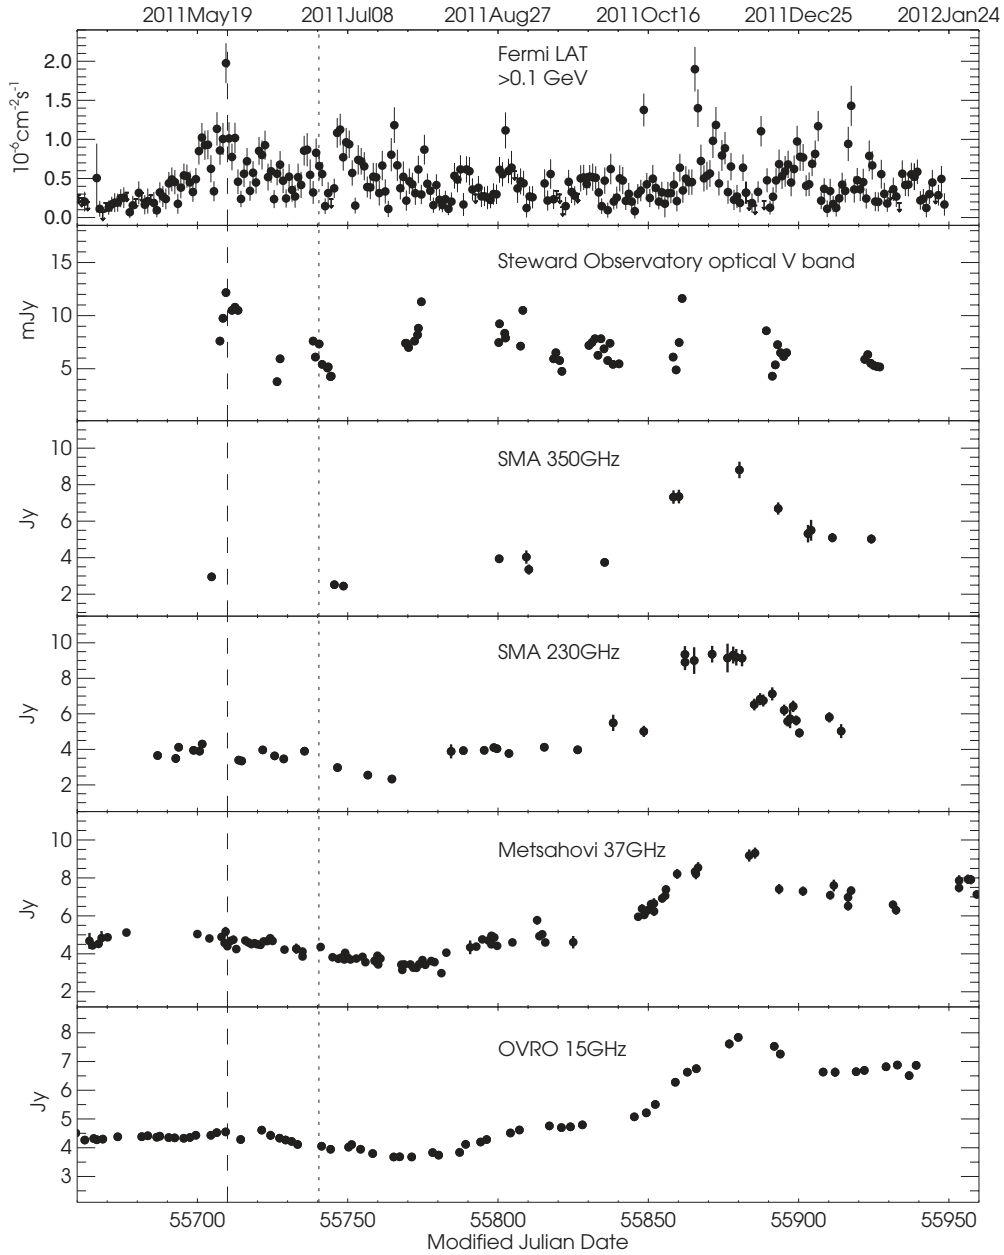 2011May19 2011Jul08 2011Aug27 2011Oct16 2011Dec25 2012Jan24
Fermi LAT
>0.1 GeV
10⁻⁶cm⁻²s⁻¹
2.0
1.5
1.0
0.5
0.0
Steward Observatory optical V band
mJy
15
10
5
SMA 350GHz
Jy
10
8
6
4
2
SMA 230GHz
Jy
10
8
6
4
2
Metsahovi 37GHz
Jy
10
8
6
4
2
OVRO 15GHz
Jy
8
7
6
5
4
3
55700 55750 55800 55850 55900 55950
Modified Julian Date